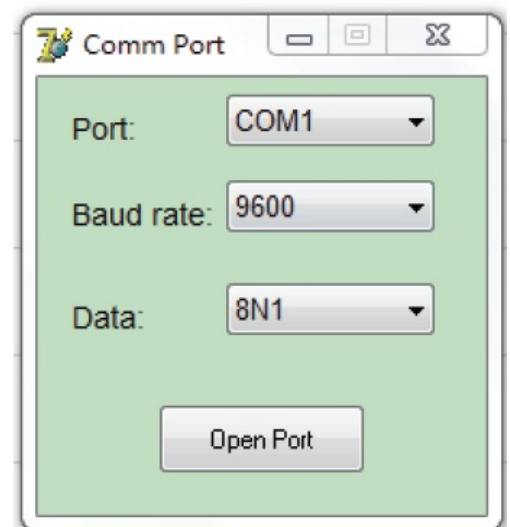 Comm Port
Port: COM1
Baud rate: 9600
Data: 8N1
Open Port